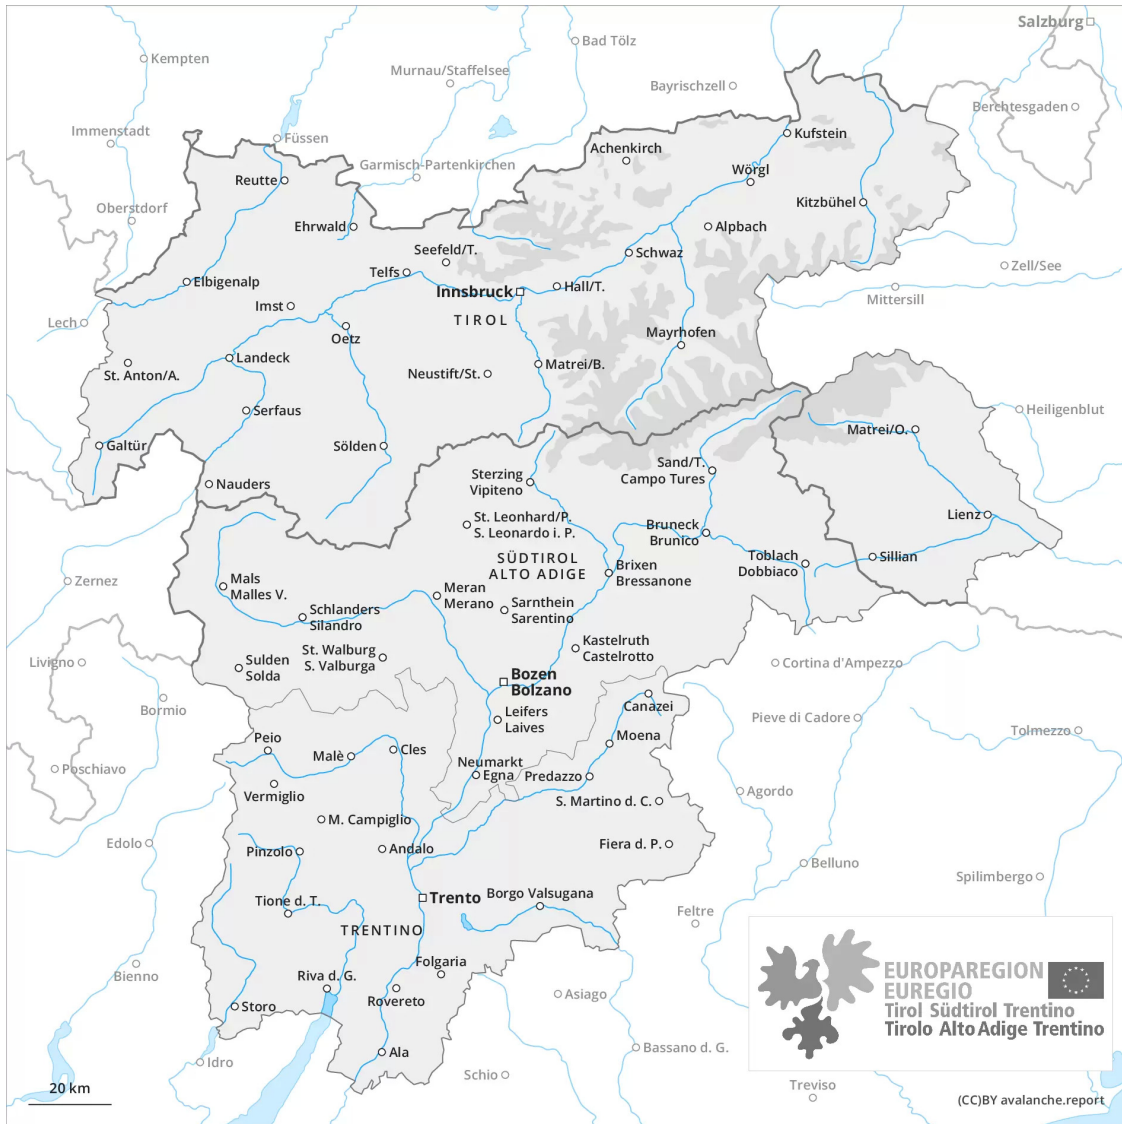 Salzburg
Bad Tölz
Kempten
Murnau/Staffelsee
Bayrischzell
Berchtesgaden
Immenstadt
Füssen
Kufstein
Achenkirch
Garmisch-Partenkirchen
Wörgl
Reutte
Kitzbühel
Oberstdorf
Ehrwald
Alpbach
Seefeld/T.
Schwaz
Zell/See
Telfs
Elbigenalp
Hall/T.
Innsbruck
Mittersill
Imst
TIROL
Lech
Oetz
Mayrhofen
Landeck
Matrei/B.
St. Anton/A.
Neustift/St.
Serfaus
Heiligenblut
Matrei/O.
Galtür
Sölden
Sand/T.
Campo Tures
Sterzing
Vipiteno
Nauders
St. Leonhard/P.
S. Leonardo i. P.
Lienz
Bruneck
Brunico
SÜDTIROL
ALTO ADIGE
Toblach
Dobbiaco
Sillian
Brixen
Bressanone
Zernez
Mals
Malles V.
Meran
Merano
Sarnthein
Sarentino
Schlanders
Silandro
Kastelruth
Castelrotto
St. Walburg
S. Valburga
Livigno
Sulden
Solda
Cortina d'Ampezzo
Bozen
Bolzano
Bormio
Canazei
Leifers
Laives
Pieve di Cadore
Tolmezzo
Moena
Peio
Cles
Malè
Neumarkt
Egna
Poschiavo
Predazzo
Vermiglio
Agordo
S. Martino d. C.
M. Campiglio
Edolo
Fiera d. P.
Pinzolo
Andalo
Belluno
Spilimbergo
Borgo Valsugana
Trento
Tione d. T.
Feltre
TRENTINO
Folgaria
Bienno
Riva d. G.
Asiago
Rovereto
Storo
EUROPAREGION
EUREGIO
Tirol Südtirol Trentino
Tirolo Alto Adige Trentino
Bassano d. G.
Ala
Idro
Schio
Treviso
20 km
(CC)BY avalanche.report